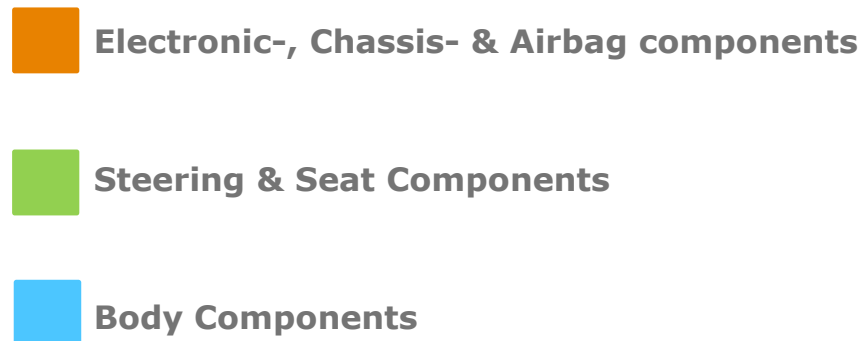 Electronic-, Chassis- & Airbag components
Steering & Seat Components
Body Components